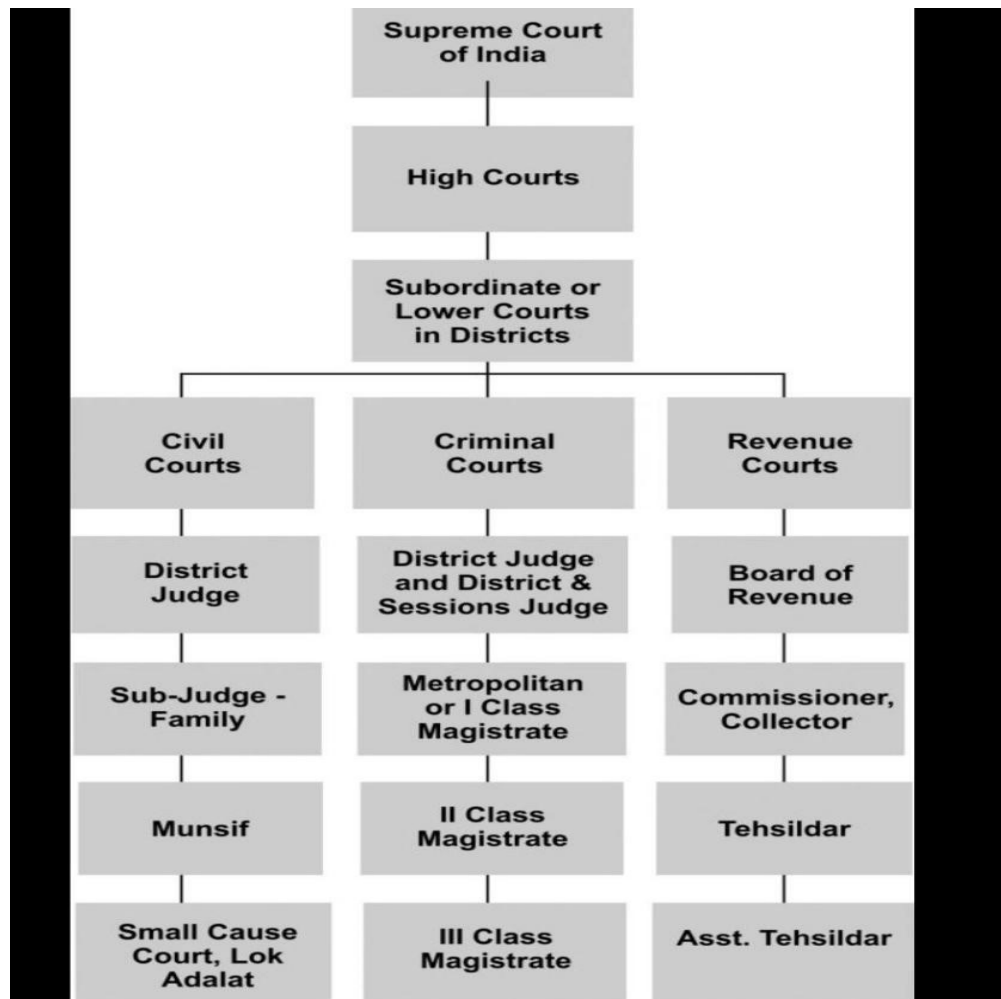 Supreme Court
of India
High Courts
Subordinate or
Lower Courts
in Districts
Civil
Courts
Criminal
Courts
Revenue
Courts
District
Judge
District Judge
and District &
Sessions Judge
Board of
Revenue
Sub-Judge -
Family
Metropolitan
or I Class
Magistrate
Commissioner,
Collector
Munsif
II Class
Magistrate
Tehsildar
Small Cause
Court, Lok
Adalat
III Class
Magistrate
Asst. Tehsildar